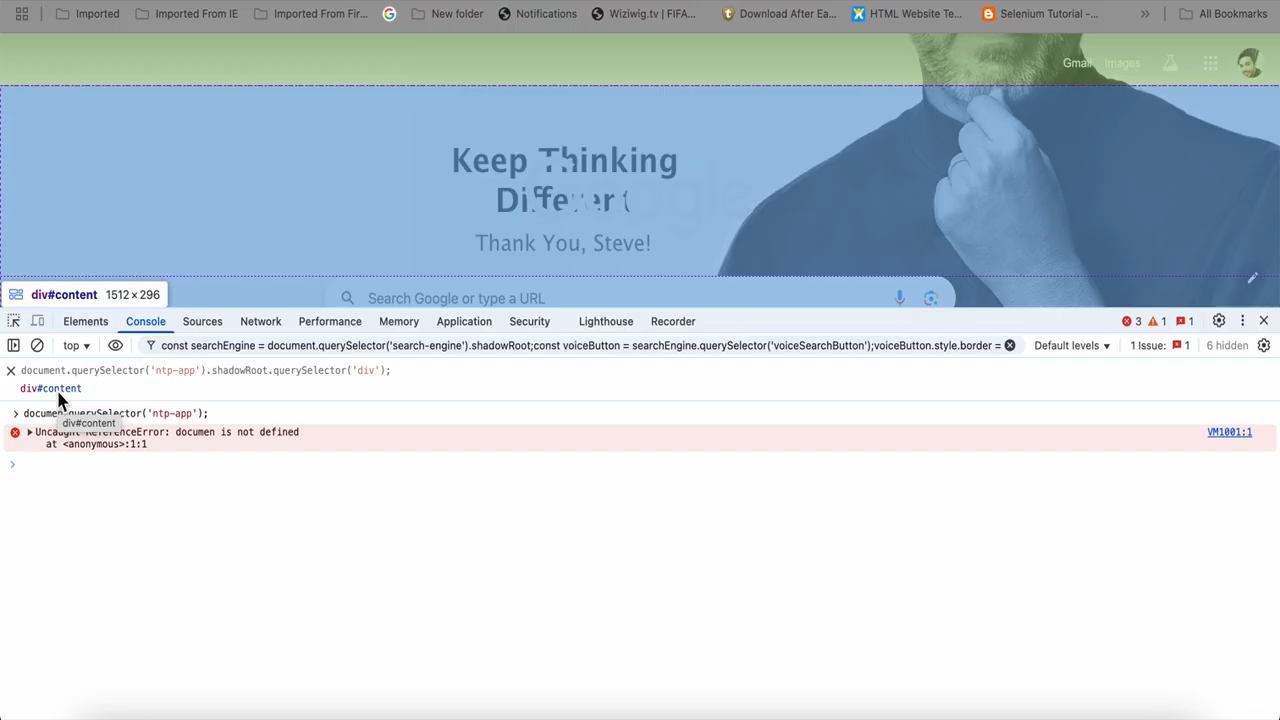 Imported Imported From IE Imported From Fir... New folder Notifications Wiziwig.tv | FIFA... Download After Ea... HTML Website Te... Selenium Tutorial -... » All Bookmarks
Gmail Images
Keep Thinking
Different
Thank You, Steve!
div#content 1512 × 296
Search Google or type a URL
Elements Console Sources Network Performance Memory Application Security Lighthouse Recorder 3 1 1
top const searchEngine = document.querySelector('search-engine').shadowRoot;const voiceButton = searchEngine.querySelector('voiceSearchButton');voiceButton.style.border = Default levels 1 Issue: 1 6 hidden
document.querySelector('ntp-app').shadowRoot.querySelector('div');
div#content
> documen.querySelector('ntp-app');
div#content
Uncaught ReferenceError: documen is not defined VM1001:1
at <anonymous>:1:1
>